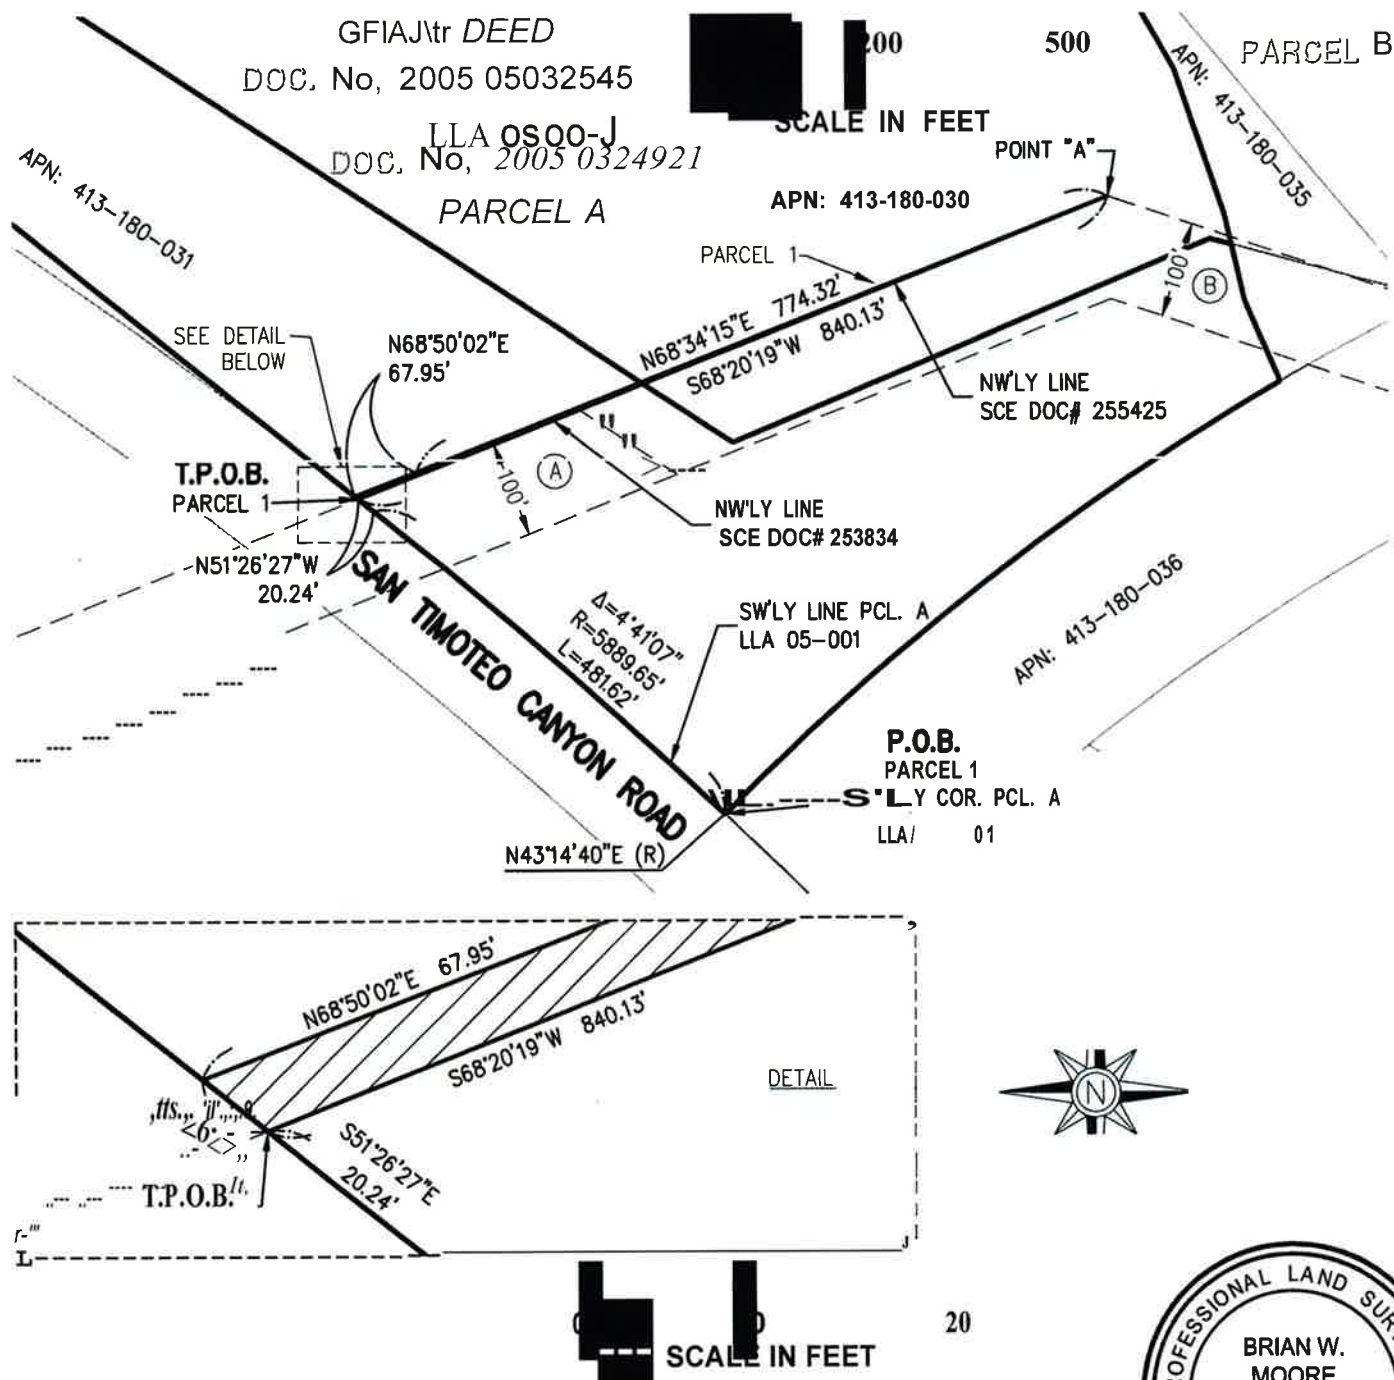 GFIAJ\tr DEED
DOC. No, 2005 05032545
LLA 0S00-J
DOC. No, 2005 0324921
PARCEL A
200 500
SCALE IN FEET
PARCEL B
APN: 413-180-035
POINT "A"
APN: 413-180-030
APN: 413-180-031
PARCEL 1
100'
B
SEE DETAIL
BELOW
N68°50'02"E
67.95'
N68°34'15"E 774.32'
S68°20'19"W 840.13'
NW'LY LINE
SCE DOC# 255425
T.P.O.B.
PARCEL 1
100'
A
NW'LY LINE
SCE DOC# 253834
N51°26'27"W
20.24'
SAN TIMOTEO CANYON ROAD
Δ=4°41'07"
R=5889.65'
L=481.62'
SW'LY LINE PCL. A
LLA 05-001
APN: 413-180-036
P.O.B.
PARCEL 1
S'LY COR. PCL. A
LLA/ 01
N43°14'40"E (R)
N68°50'02"E 67.95'
S68°20'19"W 840.13'
DETAIL
N
S51°26'27"E
20.24'
T.P.O.B.
20
SCALE IN FEET
PROFESSIONAL LAND SUR
BRIAN W.
MOORE